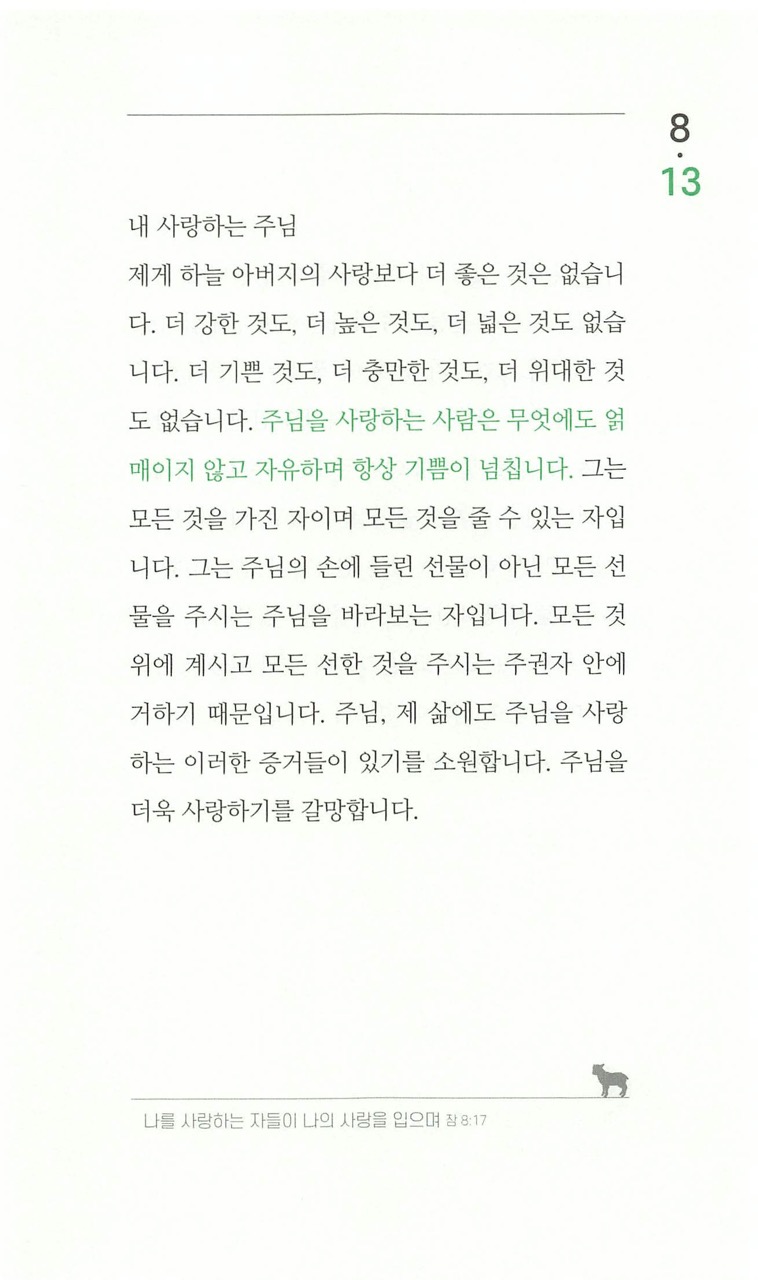 8
·
13
내 사랑하는 주님
제게 하늘 아버지의 사랑보다 더 좋은 것은 없습니
다. 더 강한 것도, 더 높은 것도, 더 넓은 것도 없습
니다. 더 기쁜 것도, 더 충만한 것도, 더 위대한 것
도 없습니다. 주님을 사랑하는 사람은 무엇에도 얽
매이지 않고 자유하며 항상 기쁨이 넘칩니다. 그는
모든 것을 가진 자이며 모든 것을 줄 수 있는 자입
니다. 그는 주님의 손에 들린 선물이 아닌 모든 선
물을 주시는 주님을 바라보는 자입니다. 모든 것
위에 계시고 모든 선한 것을 주시는 주권자 안에
거하기 때문입니다. 주님, 제 삶에도 주님을 사랑
하는 이러한 증거들이 있기를 소원합니다. 주님을
더욱 사랑하기를 갈망합니다.
나를 사랑하는 자들이 나의 사랑을 입으며 잠 8:17